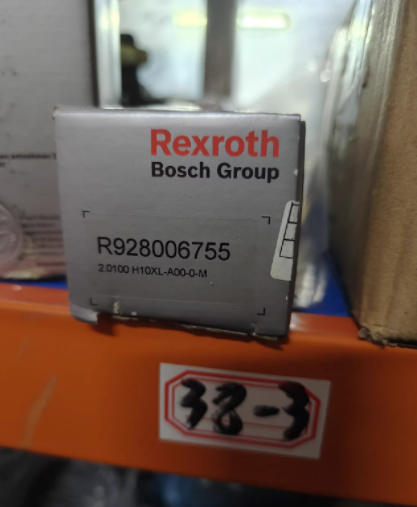 Rexroth
Bosch Group
R928006755
2.0100 H10XL-A00-0-M
38-3